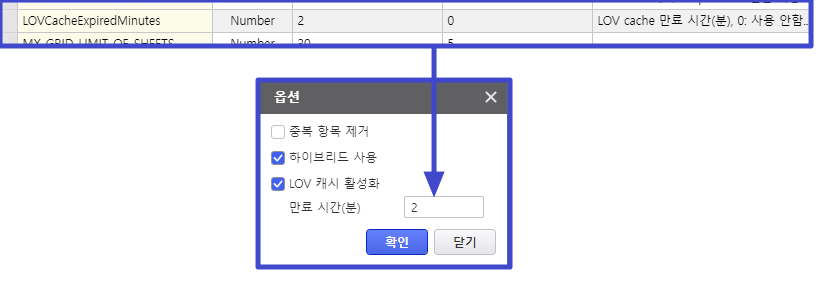 LOVCacheExpiredMinutes Number 2 0 LOV cache 만료 시간(분), 0: 사용 안함..
MX_GRID_LIMIT_OF_SHEETS Number 30 5
옵션
중복 항목 제거
하이브리드 사용
LOV 캐시 활성화
만료 시간(분) 2
확인 닫기